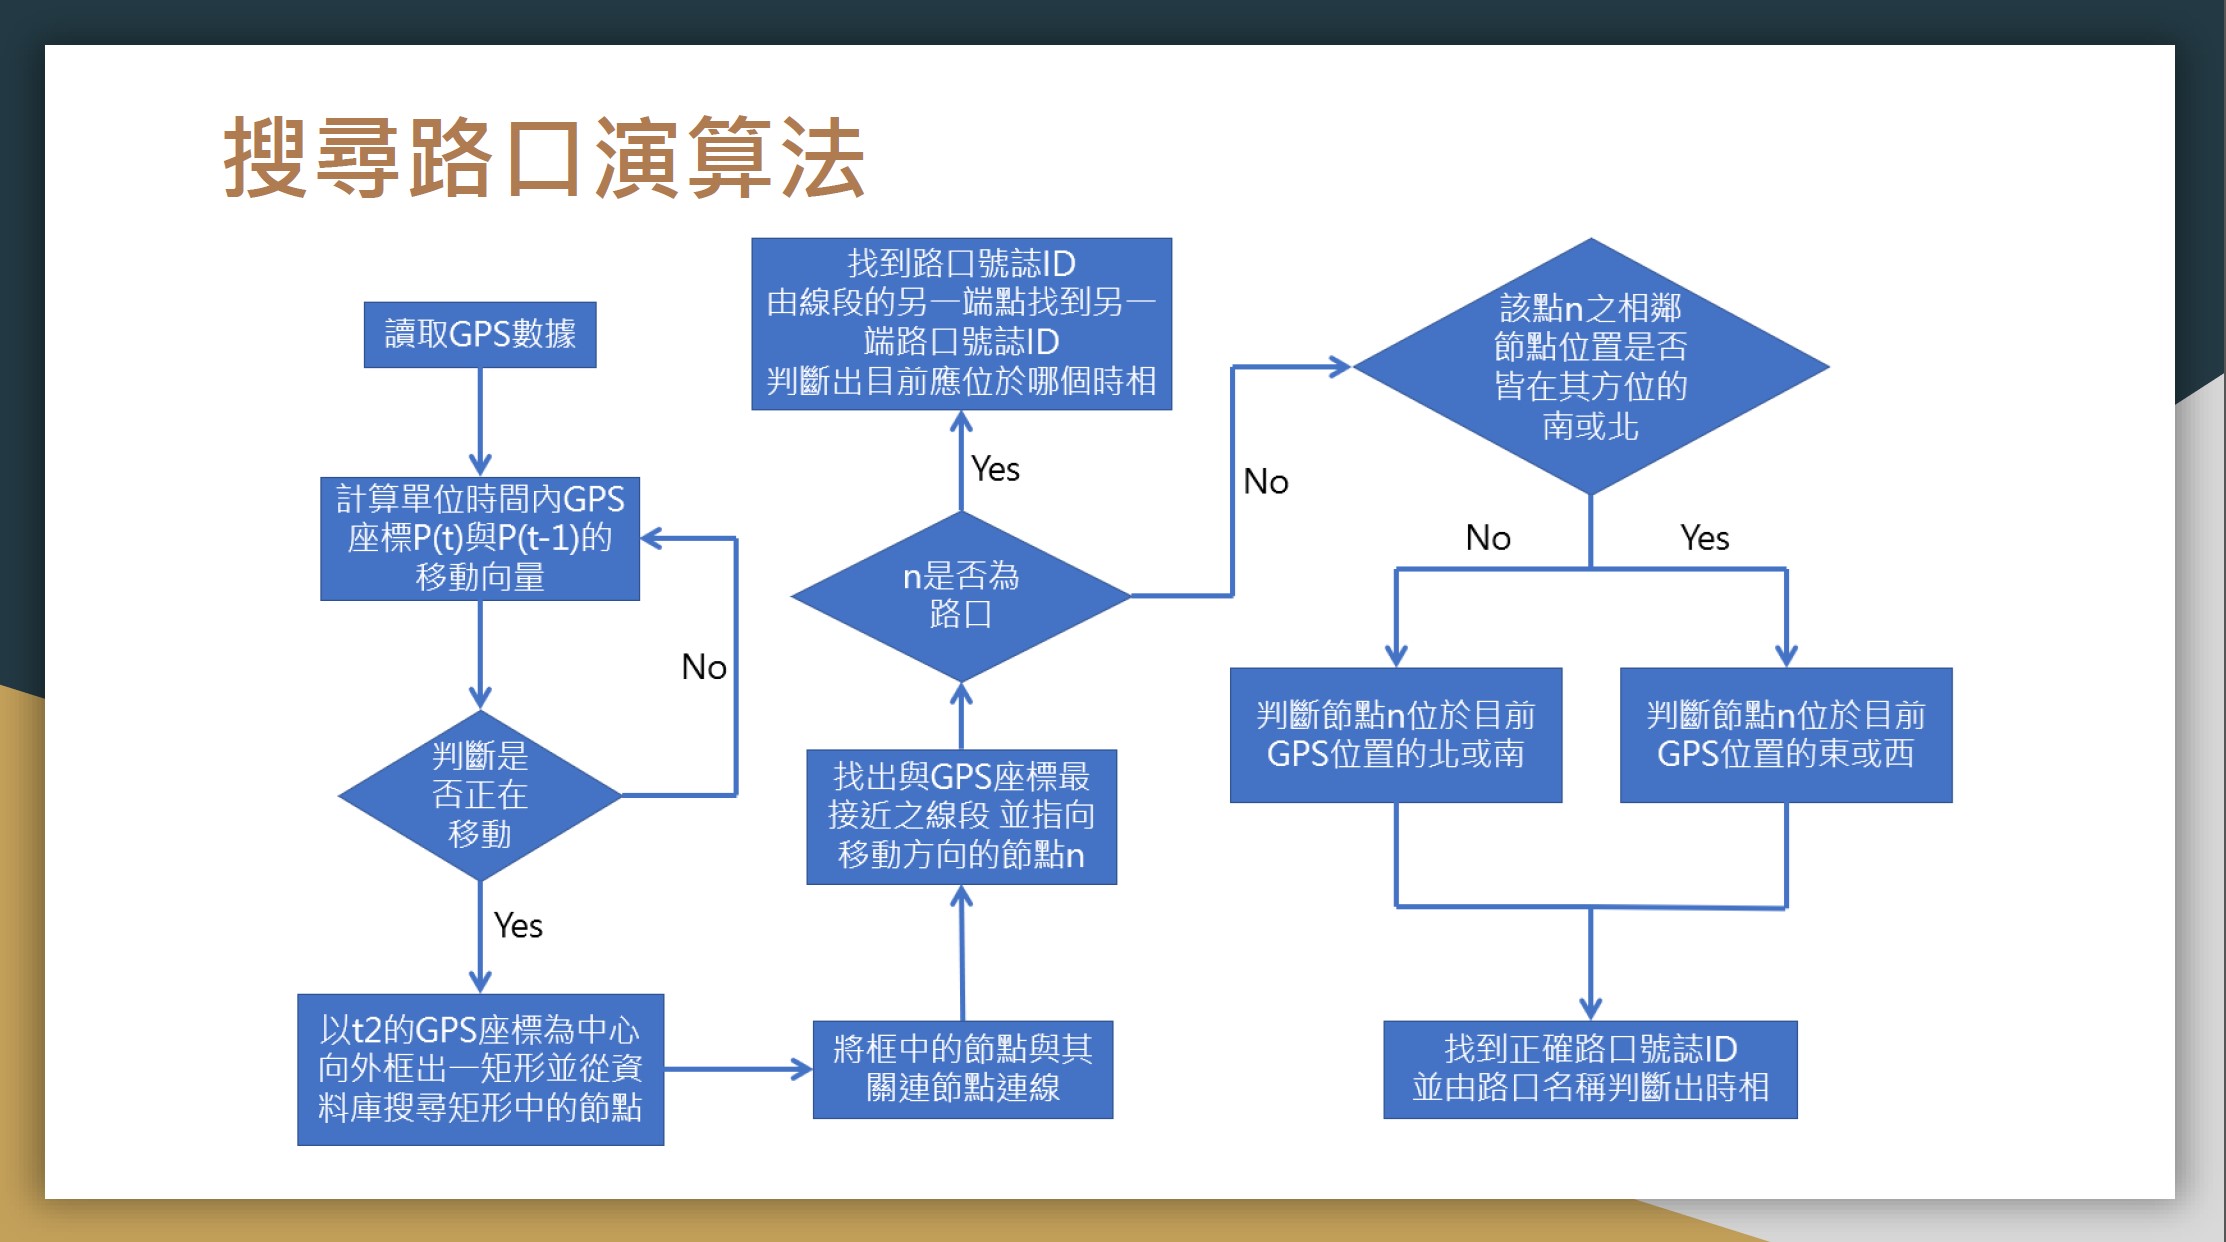 搜尋路口演算法
讀取GPS數據
計算單位時間內GPS
座標P(t)與P(t-1)的
移動向量
判斷是
否正在
移動
No
Yes
以t2的GPS座標為中心
向外框出一矩形並從資
料庫搜尋矩形中的節點
將框中的節點與其
關連節點連線
找出與GPS座標最
接近之線段 並指向
移動方向的節點n
n是否為
路口
Yes
找到路口號誌ID
由線段的另一端點找到另一
端路口號誌ID
判斷出目前應位於哪個時相
No
該點n之相鄰
節點位置是否
皆在其方位的
南或北
No
Yes
判斷節點n位於目前
GPS位置的北或南
判斷節點n位於目前
GPS位置的東或西
找到正確路口號誌ID
並由路口名稱判斷出時相